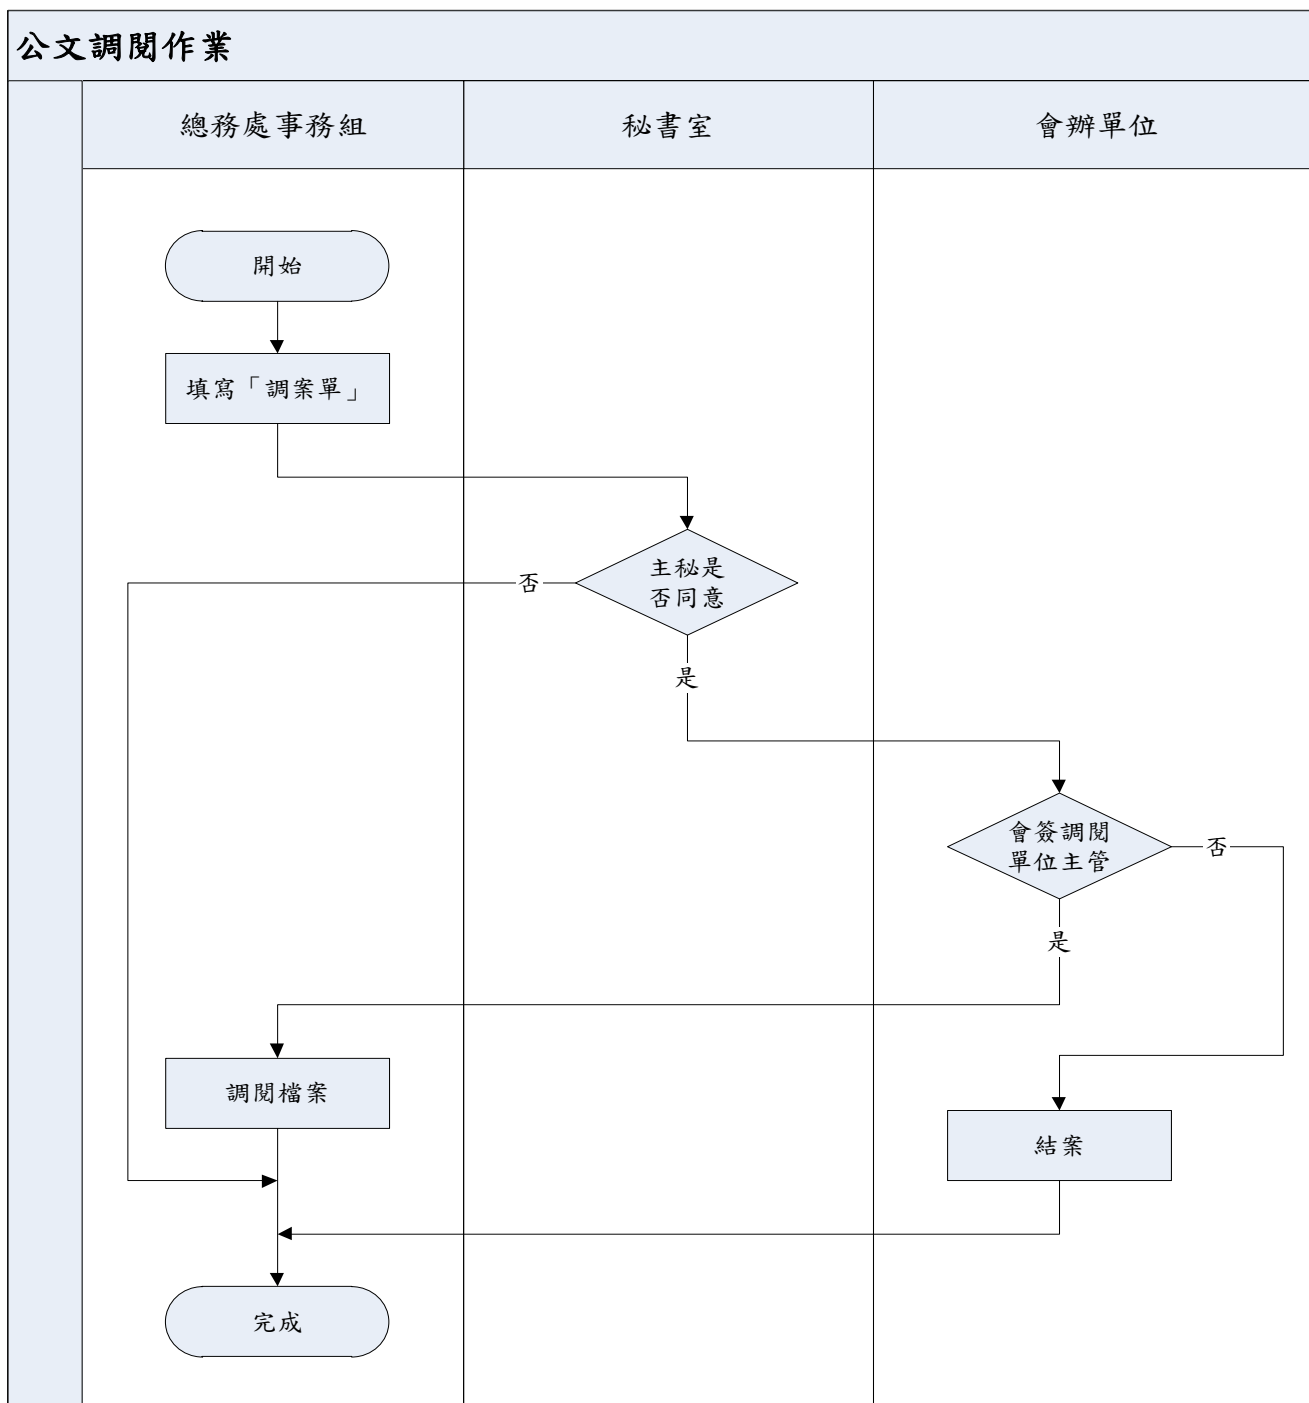 公文調閱作業
總務處事務組
秘書室
會辦單位
開始
填寫「調案單」
主秘是
否同意
否
是
會簽調閱
單位主管
否
是
調閱檔案
結案
完成